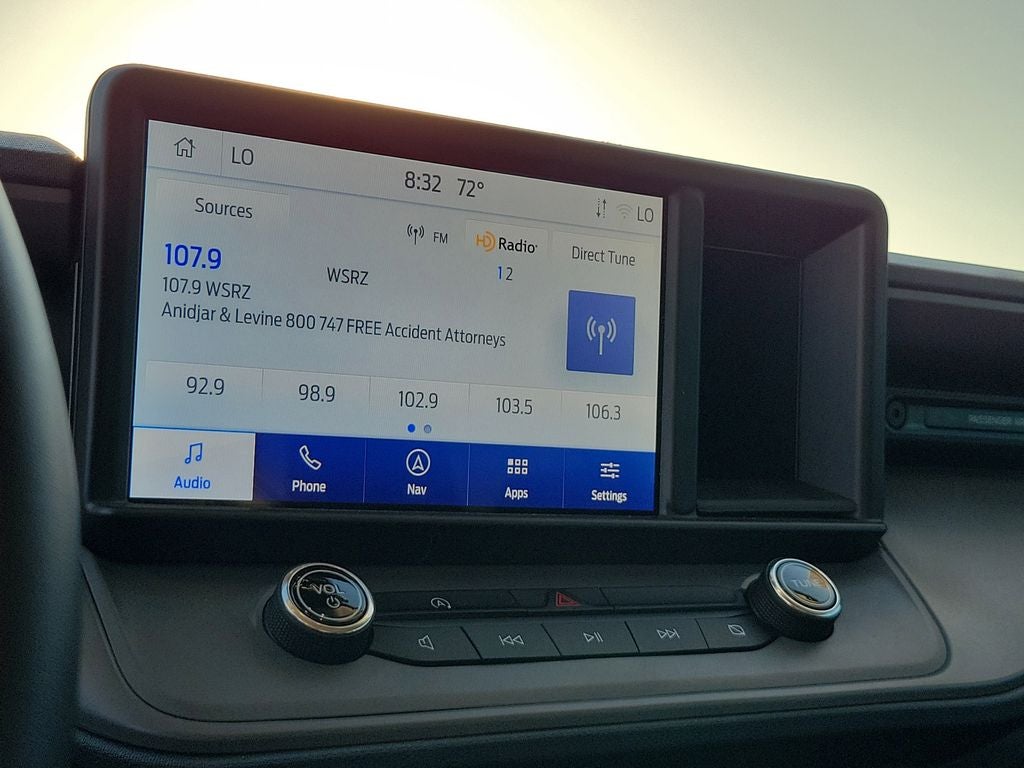 LO
8:32 72°
LO
Sources
FM
HD Radio
Direct Tune
107.9
1 2
107.9 WSRZ
WSRZ
Anidjar & Levine 800 747 FREE Accident Attorneys
92.9
98.9
102.9
103.5
106.3
Audio
Phone
Nav
Apps
Settings
VOL
TUNE
A
PASSENGER